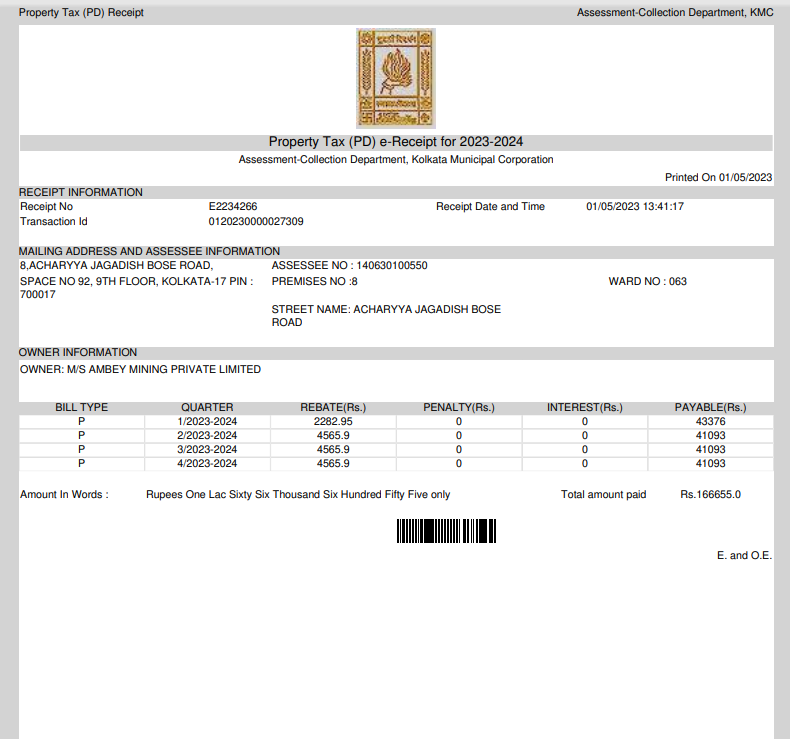 Property Tax (PD) Receipt Assessment-Collection Department, KMC
Property Tax (PD) e-Receipt for 2023-2024
Assessment-Collection Department, Kolkata Municipal Corporation
Printed On 01/05/2023
RECEIPT INFORMATION
Receipt No E2234266 Receipt Date and Time 01/05/2023 13:41:17
Transaction Id 0120230000027309
MAILING ADDRESS AND ASSESSEE INFORMATION
8,ACHARYYA JAGADISH BOSE ROAD, ASSESSEE NO : 140630100550
SPACE NO 92, 9TH FLOOR, KOLKATA-17 PIN : PREMISES NO :8 WARD NO : 063
700017
STREET NAME: ACHARYYA JAGADISH BOSE
ROAD
OWNER INFORMATION
OWNER: M/S AMBEY MINING PRIVATE LIMITED
BILL TYPE QUARTER REBATE(Rs.) PENALTY(Rs.) INTEREST(Rs.) PAYABLE(Rs.)
P 1/2023-2024 2282.95 0 0 43376
P 2/2023-2024 4565.9 0 0 41093
P 3/2023-2024 4565.9 0 0 41093
P 4/2023-2024 4565.9 0 0 41093
Amount In Words : Rupees One Lac Sixty Six Thousand Six Hundred Fifty Five only Total amount paid Rs.166655.0
E. and O.E.